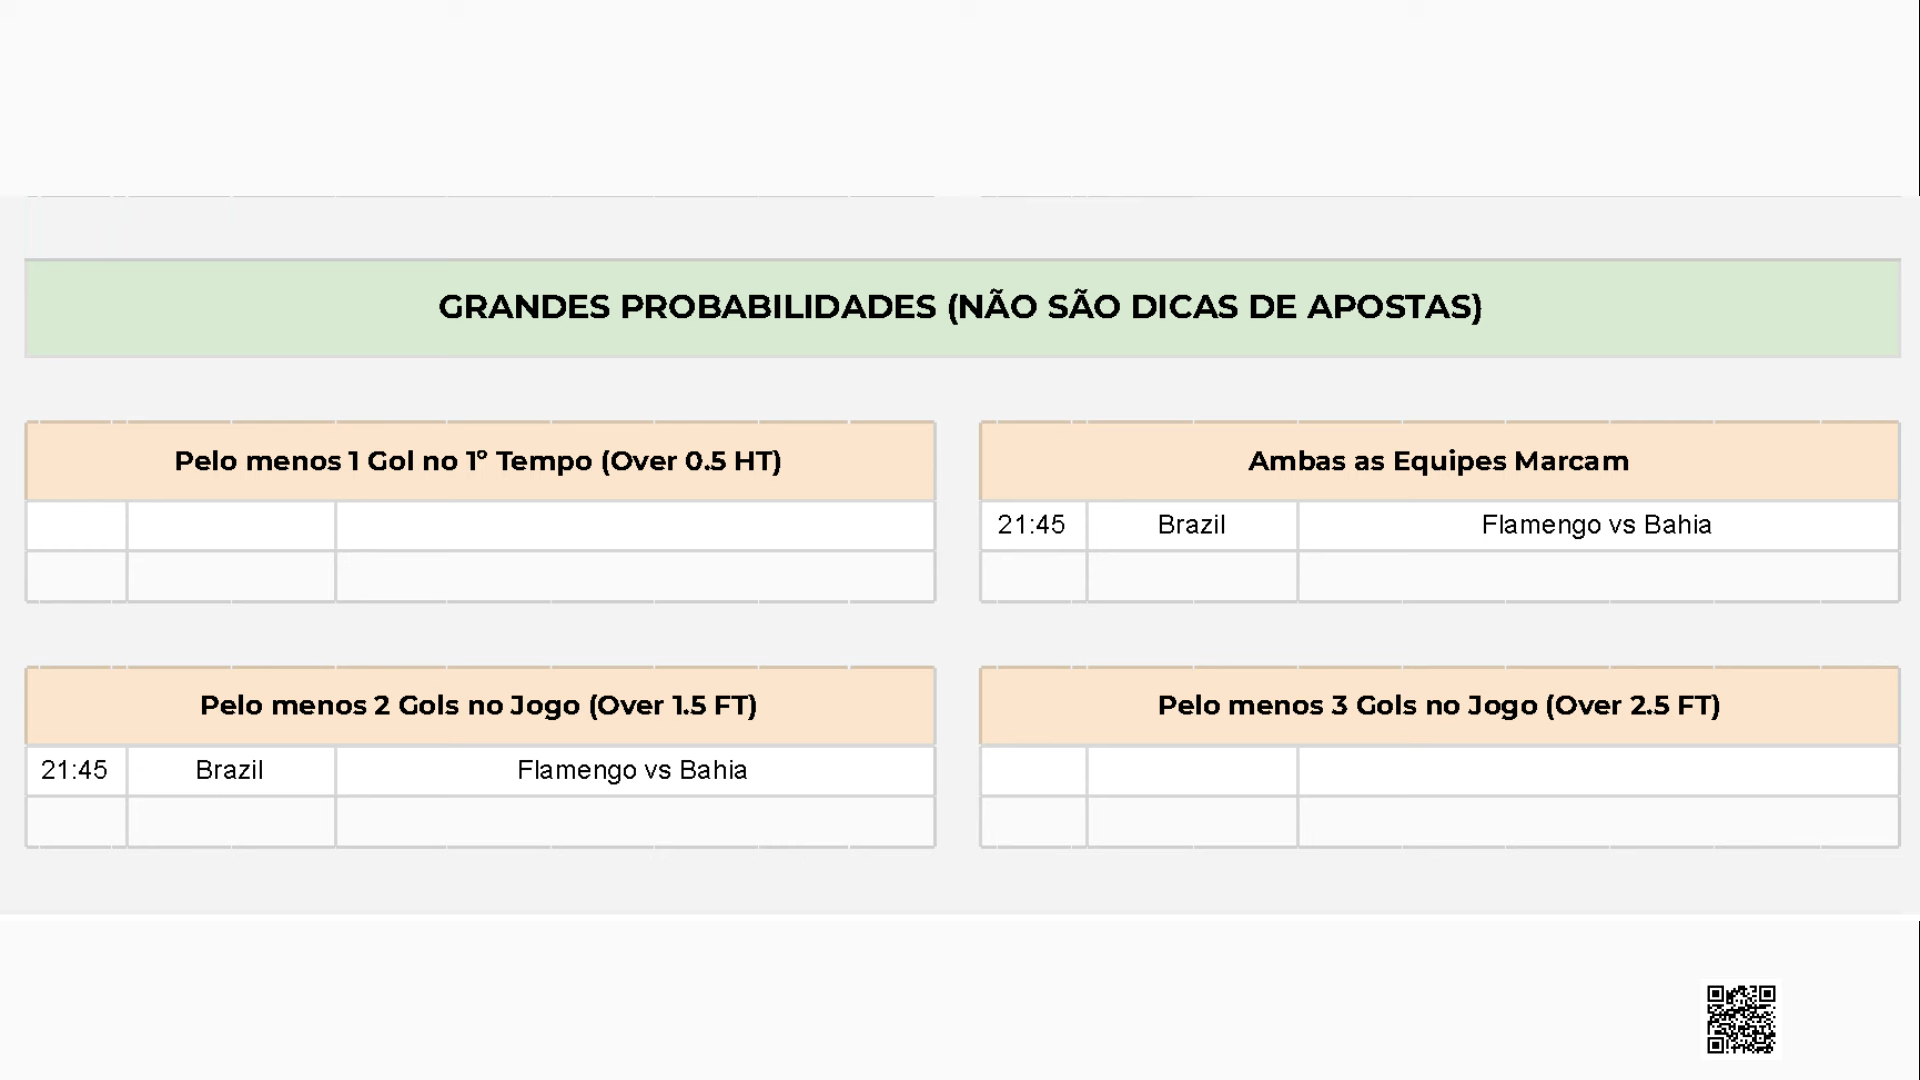 GRANDES PROBABILIDADES (NÃO SÃO DICAS DE APOSTAS)
Pelo menos 1 Gol no 1º Tempo (Over 0.5 HT)
Ambas as Equipes Marcam
21:45 Brazil Flamengo vs Bahia
Pelo menos 2 Gols no Jogo (Over 1.5 FT)
21:45 Brazil Flamengo vs Bahia
Pelo menos 3 Gols no Jogo (Over 2.5 FT)